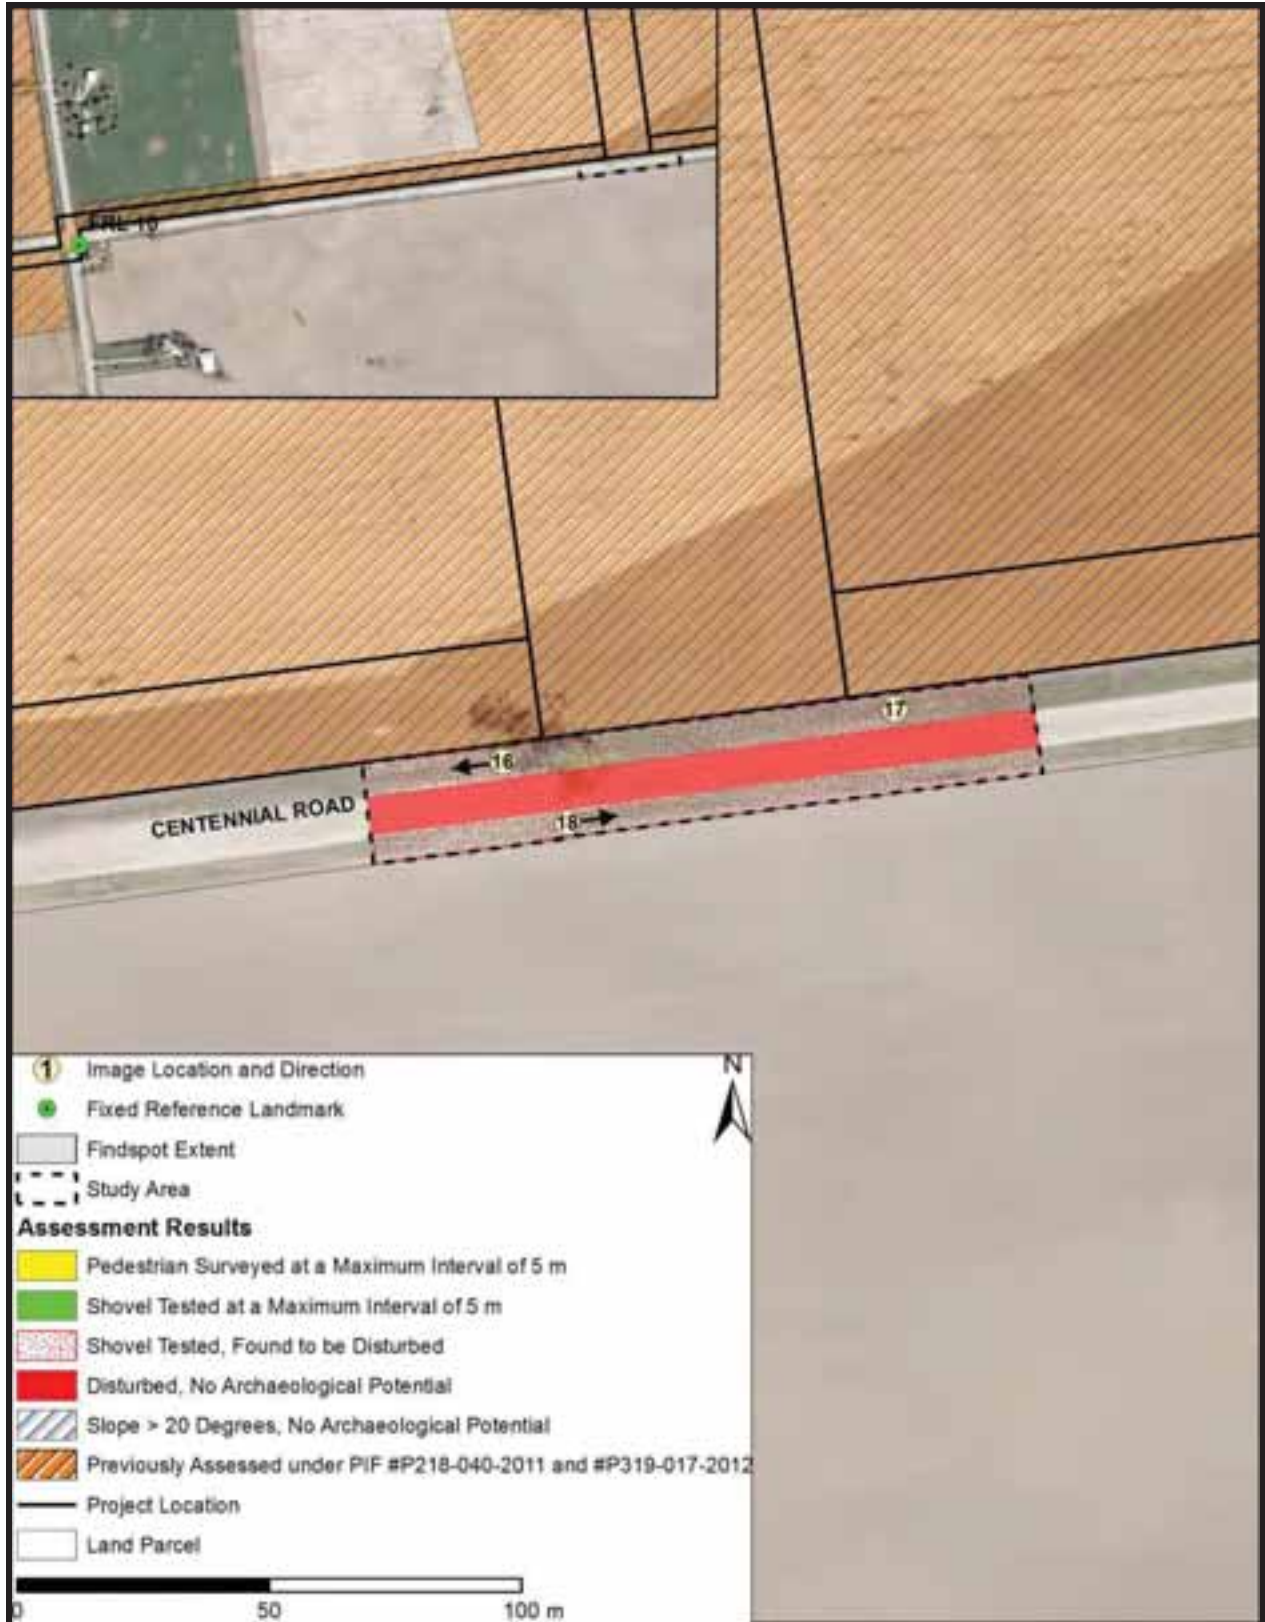 FRL 10
17
16
CENTENNIAL ROAD
18
N
1 Image Location and Direction
Fixed Reference Landmark
Findspot Extent
Study Area
Assessment Results
Pedestrian Surveyed at a Maximum Interval of 5 m
Shovel Tested at a Maximum Interval of 5 m
Shovel Tested, Found to be Disturbed
Disturbed, No Archaeological Potential
Slope > 20 Degrees, No Archaeological Potential
Previously Assessed under PIF #P218-040-2011 and #P319-017-2012
Project Location
Land Parcel
0 50 100 m